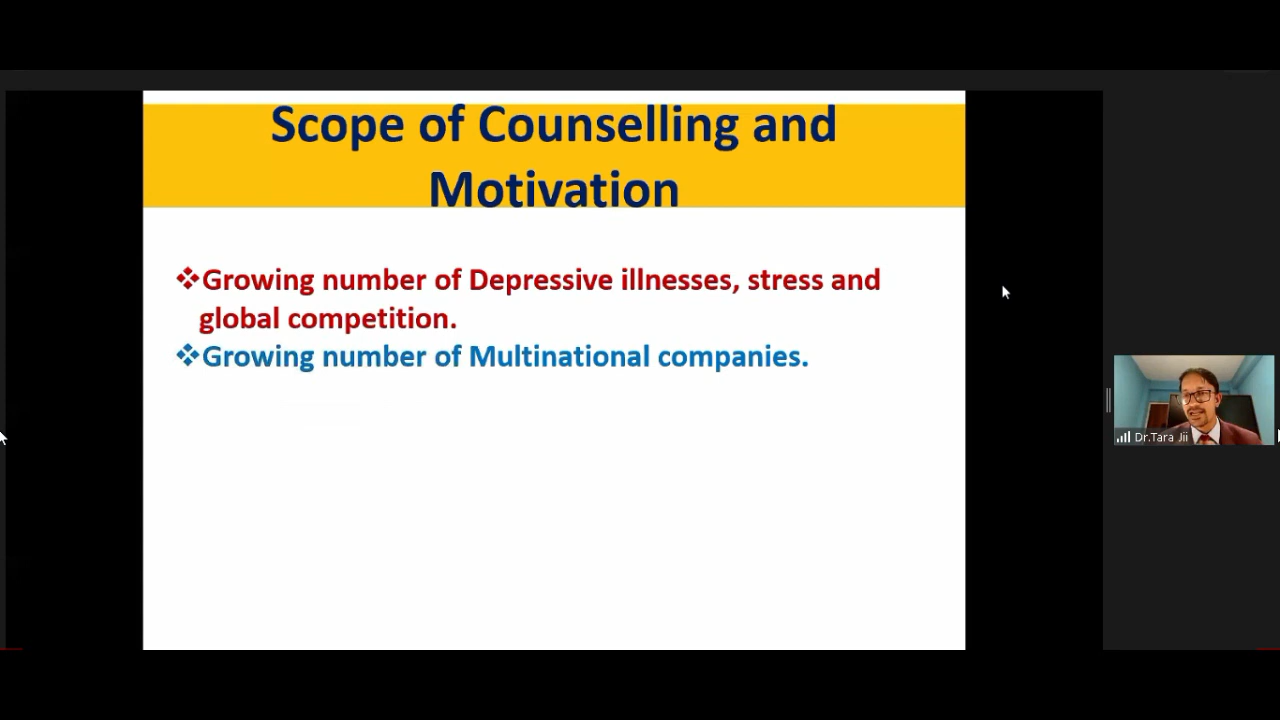 Scope of Counselling and
Motivation
❖Growing number of Depressive illnesses, stress and
global competition.
❖Growing number of Multinational companies.
Dr.Tara Jii